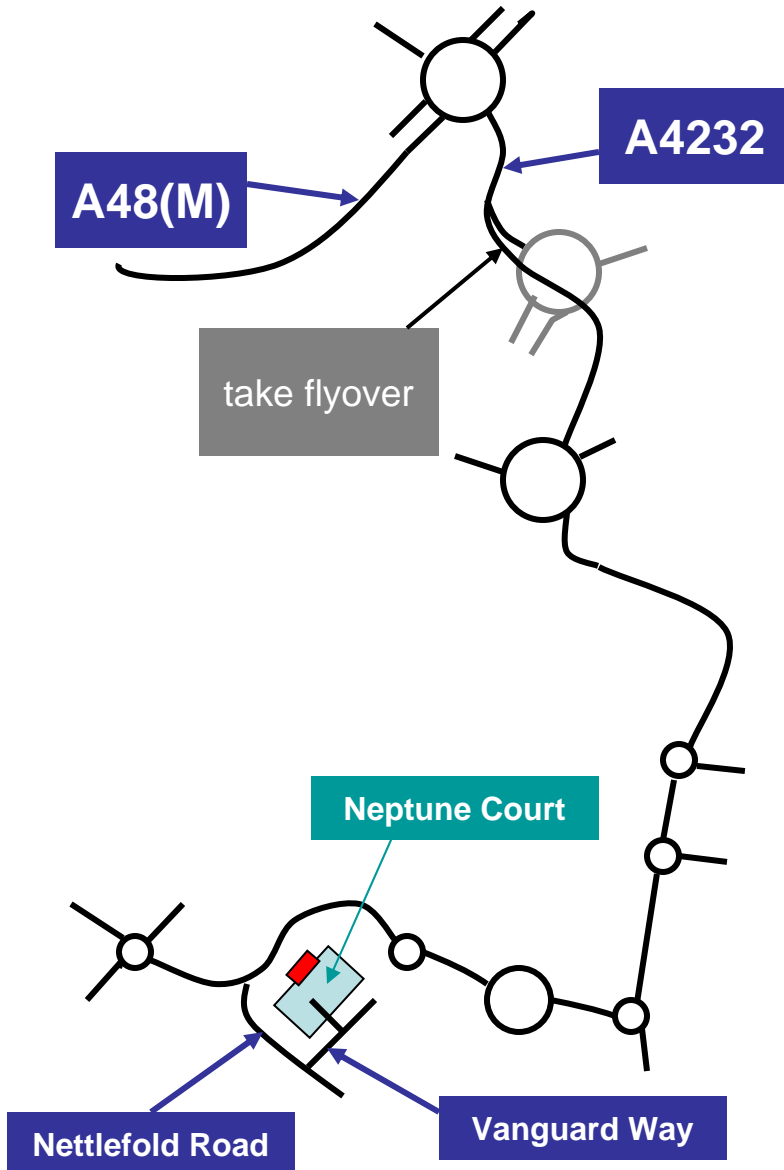 A4232
A48(M)
take flyover
Neptune Court
Nettlefold Road
Vanguard Way